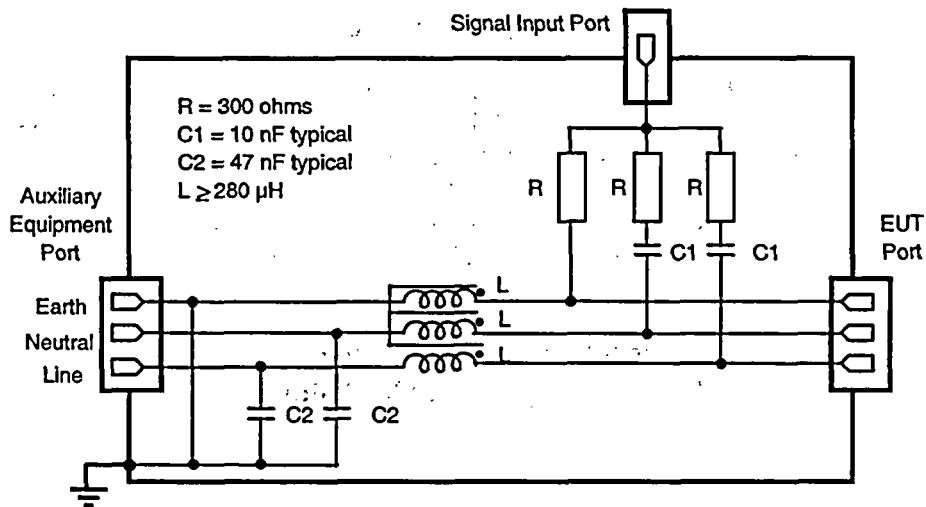 Signal Input Port
R = 300 ohms
C1 = 10 nF typical
C2 = 47 nF typical
L ≥ 280 µH
Auxiliary
Equipment
Port
R
R
R
EUT
Port
C1
C1
Earth
L
Neutral
L
Line
L
C2
C2